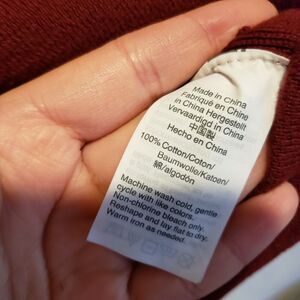 Made in China
Fabriqué en Chine
in China Hergestellt
Vervaardigd in China
中国製
Hecho en China
100% Cotton/Coton/
Baumwolle/Katoen/
綿/algodón
Machine wash cold, gentle
cycle with like colors.
Non-chlorine bleach only.
Reshape and lay flat to dry.
Warm iron as needed.